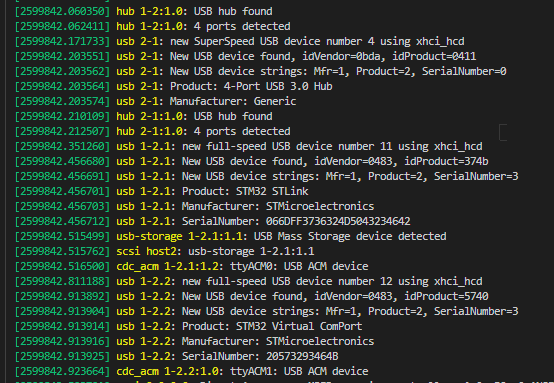 [2599842.060350] hub 1-2:1.0: USB hub found
[2599842.062411] hub 1-2:1.0: 4 ports detected
[2599842.171733] usb 2-1: new SuperSpeed USB device number 4 using xhci_hcd
[2599842.203551] usb 2-1: New USB device found, idVendor=0bda, idProduct=0411
[2599842.203562] usb 2-1: New USB device strings: Mfr=1, Product=2, SerialNumber=0
[2599842.203564] usb 2-1: Product: 4-Port USB 3.0 Hub
[2599842.203574] usb 2-1: Manufacturer: Generic
[2599842.210109] hub 2-1:1.0: USB hub found
[2599842.212507] hub 2-1:1.0: 4 ports detected
[2599842.351260] usb 1-2.1: new full-speed USB device number 11 using xhci_hcd
[2599842.456680] usb 1-2.1: New USB device found, idVendor=0483, idProduct=374b
[2599842.456691] usb 1-2.1: New USB device strings: Mfr=1, Product=2, SerialNumber=3
[2599842.456701] usb 1-2.1: Product: STM32 STLink
[2599842.456703] usb 1-2.1: Manufacturer: STMicroelectronics
[2599842.456712] usb 1-2.1: SerialNumber: 066DFF3736324D5043234642
[2599842.515499] usb-storage 1-2.1:1.1: USB Mass Storage device detected
[2599842.515762] scsi host2: usb-storage 1-2.1:1.1
[2599842.516500] cdc_acm 1-2.1:1.2: ttyACM0: USB ACM device
[2599842.811188] usb 1-2.2: new full-speed USB device number 12 using xhci_hcd
[2599842.913892] usb 1-2.2: New USB device found, idVendor=0483, idProduct=5740
[2599842.913904] usb 1-2.2: New USB device strings: Mfr=1, Product=2, SerialNumber=3
[2599842.913914] usb 1-2.2: Product: STM32 Virtual ComPort
[2599842.913916] usb 1-2.2: Manufacturer: STMicroelectronics
[2599842.913925] usb 1-2.2: SerialNumber: 20573293464B
[2599842.923664] cdc_acm 1-2.2:1.0: ttyACM1: USB ACM device